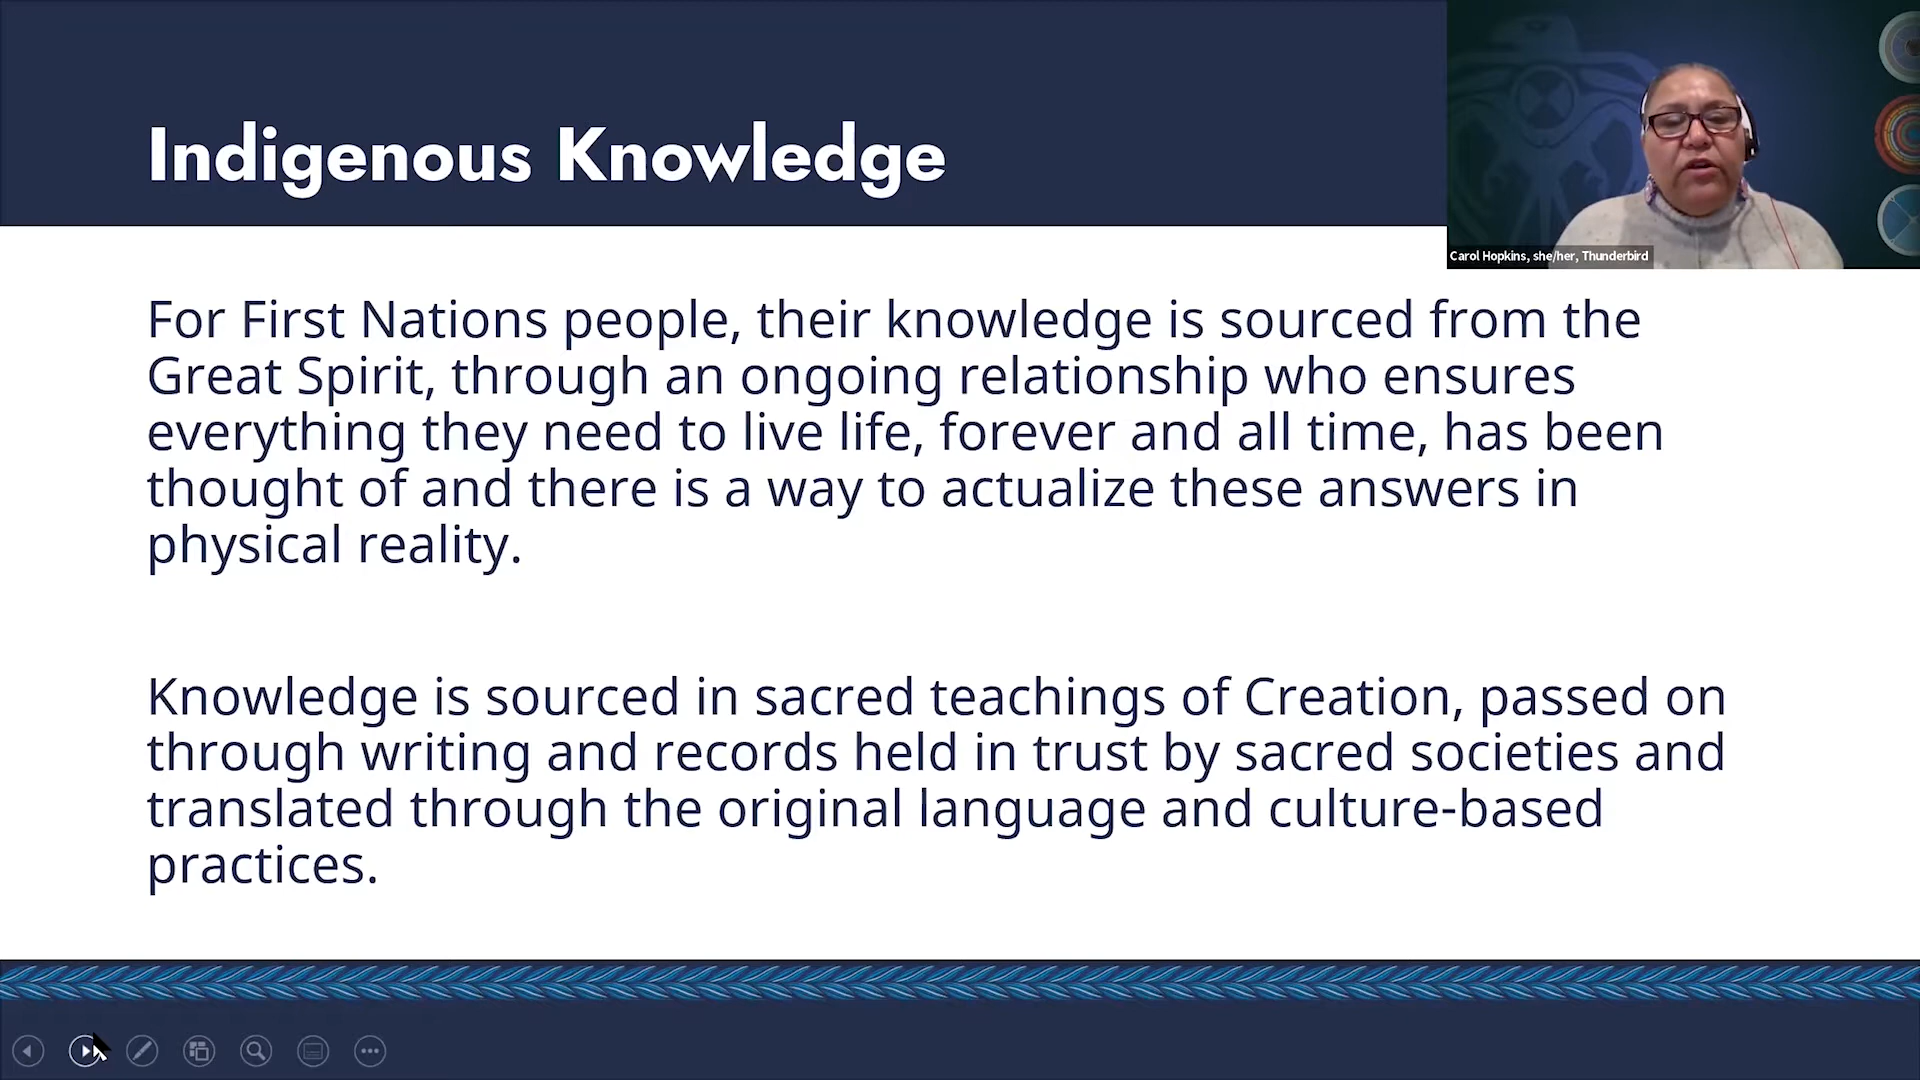 Indigenous Knowledge
Carol Hopkins, she/her, Thunderbird
For First Nations people, their knowledge is sourced from the
Great Spirit, through an ongoing relationship who ensures
everything they need to live life, forever and all time, has been
thought of and there is a way to actualize these answers in
physical reality.
Knowledge is sourced in sacred teachings of Creation, passed on
through writing and records held in trust by sacred societies and
translated through the original language and culture-based
practices.